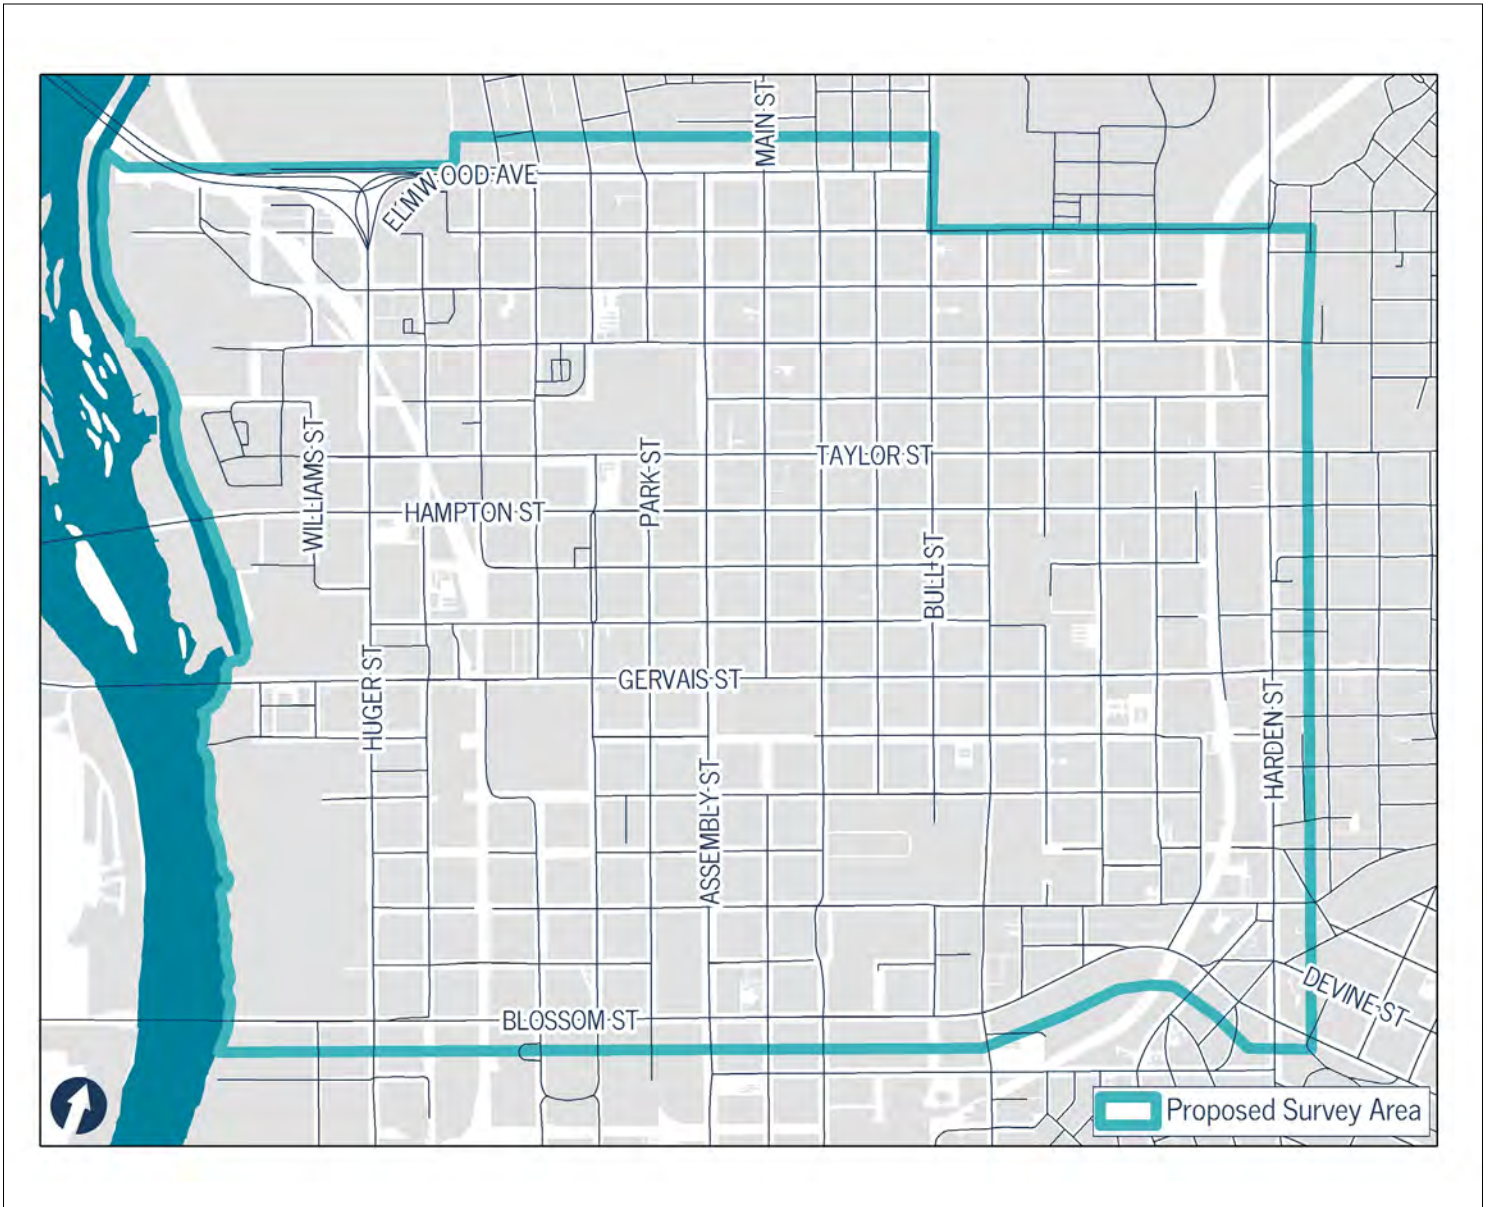 MAIN ST
ELMWOOD AVE
TAYLOR ST
WILLIAMS ST
PARK ST
HAMPTON ST
BULL ST
HUGER ST
GERVAIS ST
HARDEN ST
ASSEMBLY ST
DEVINE ST
BLOSSOM ST
Proposed Survey Area